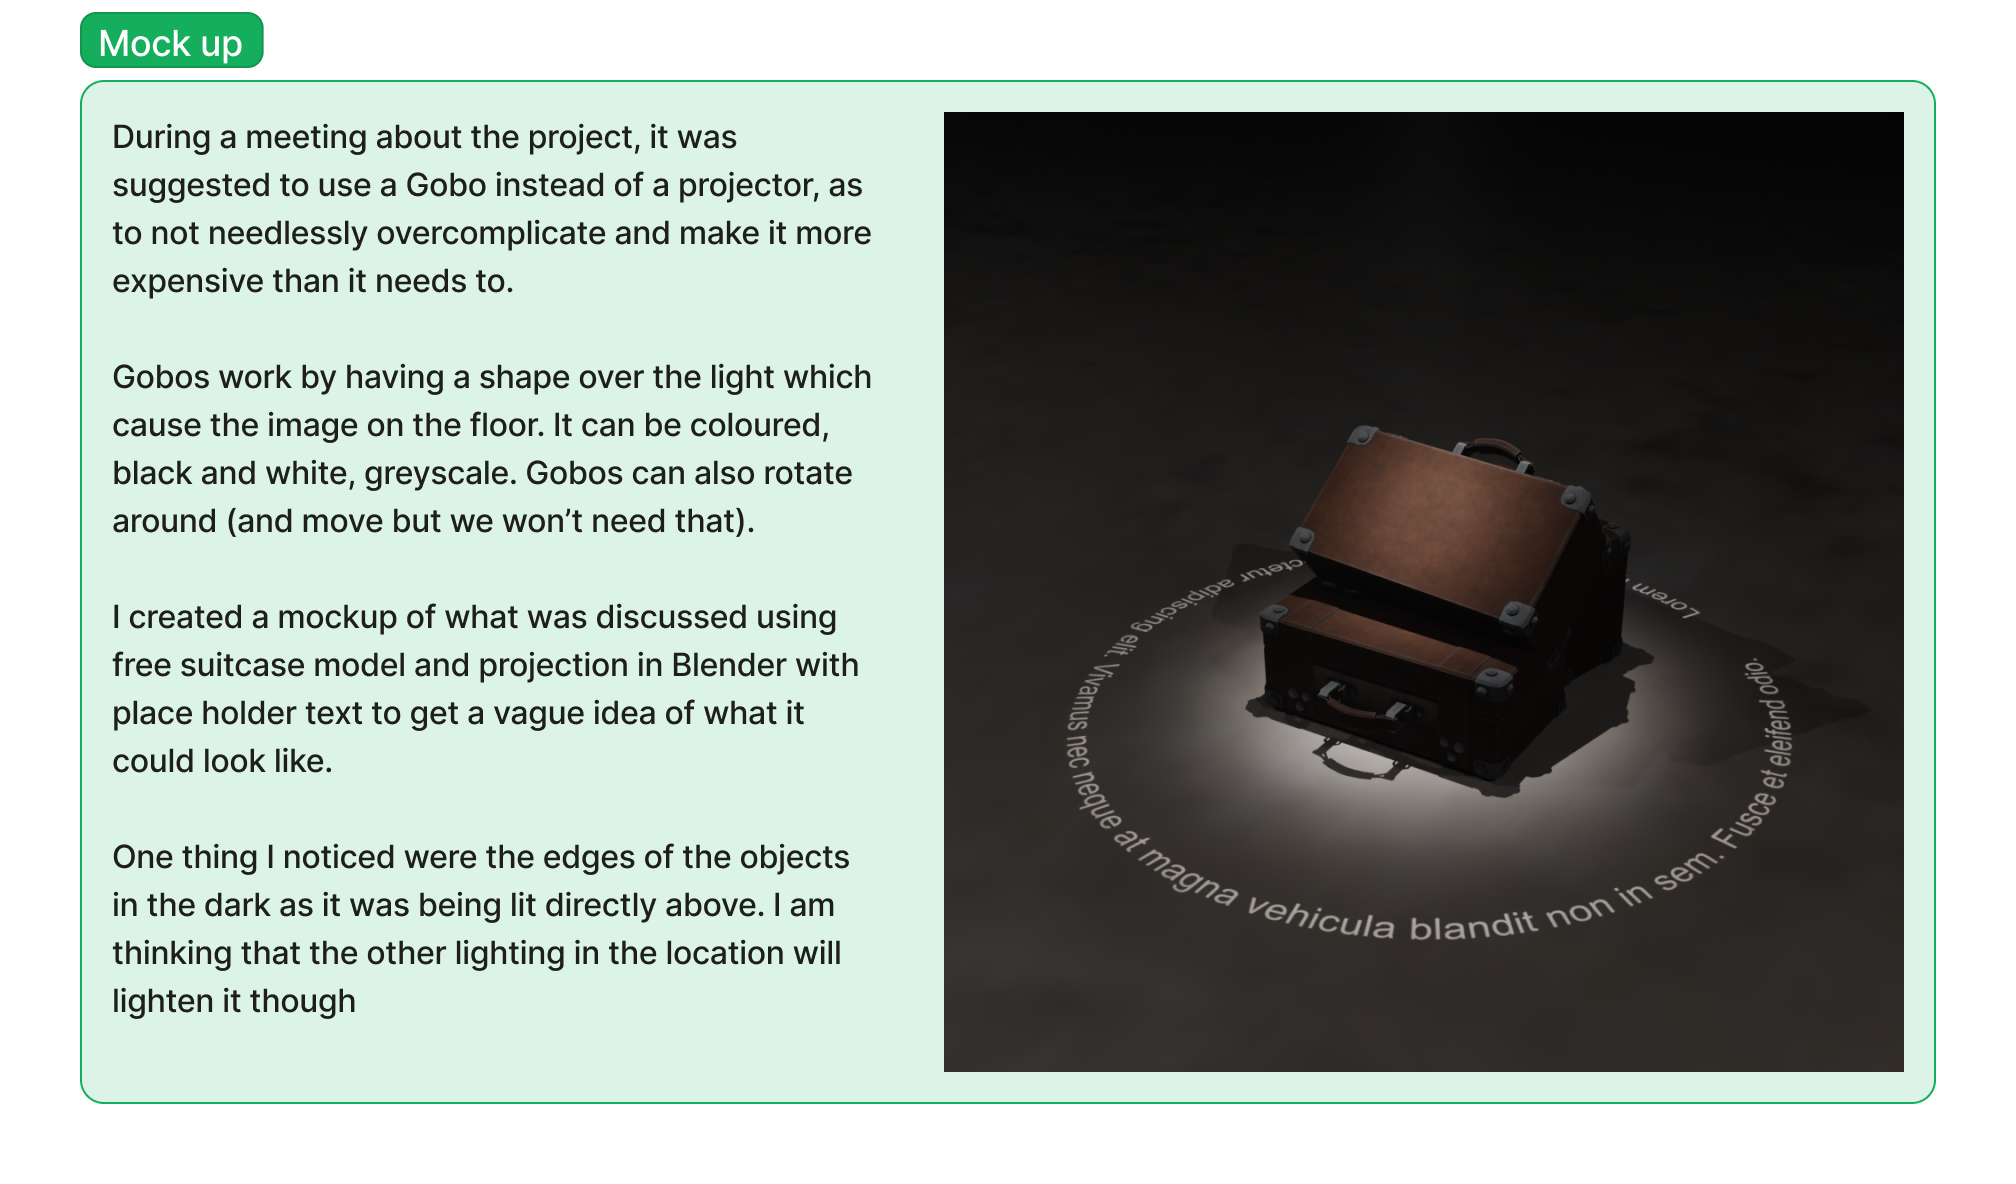 Mock up
During a meeting about the project, it was
suggested to use a Gobo instead of a projector, as
to not needlessly overcomplicate and make it more
expensive than it needs to.
Gobos work by having a shape over the light which
cause the image on the floor. It can be coloured,
black and white, greyscale. Gobos can also rotate
around (and move but we won’t need that).
I created a mockup of what was discussed using
free suitcase model and projection in Blender with
place holder text to get a vague idea of what it
could look like.
One thing I noticed were the edges of the objects
in the dark as it was being lit directly above. I am
thinking that the other lighting in the location will
lighten it though
Lorem
ctetur adipiscing elit. Vivamus nec neque at magna vehicula blandit non in sem. Fusce et eleifend odio.